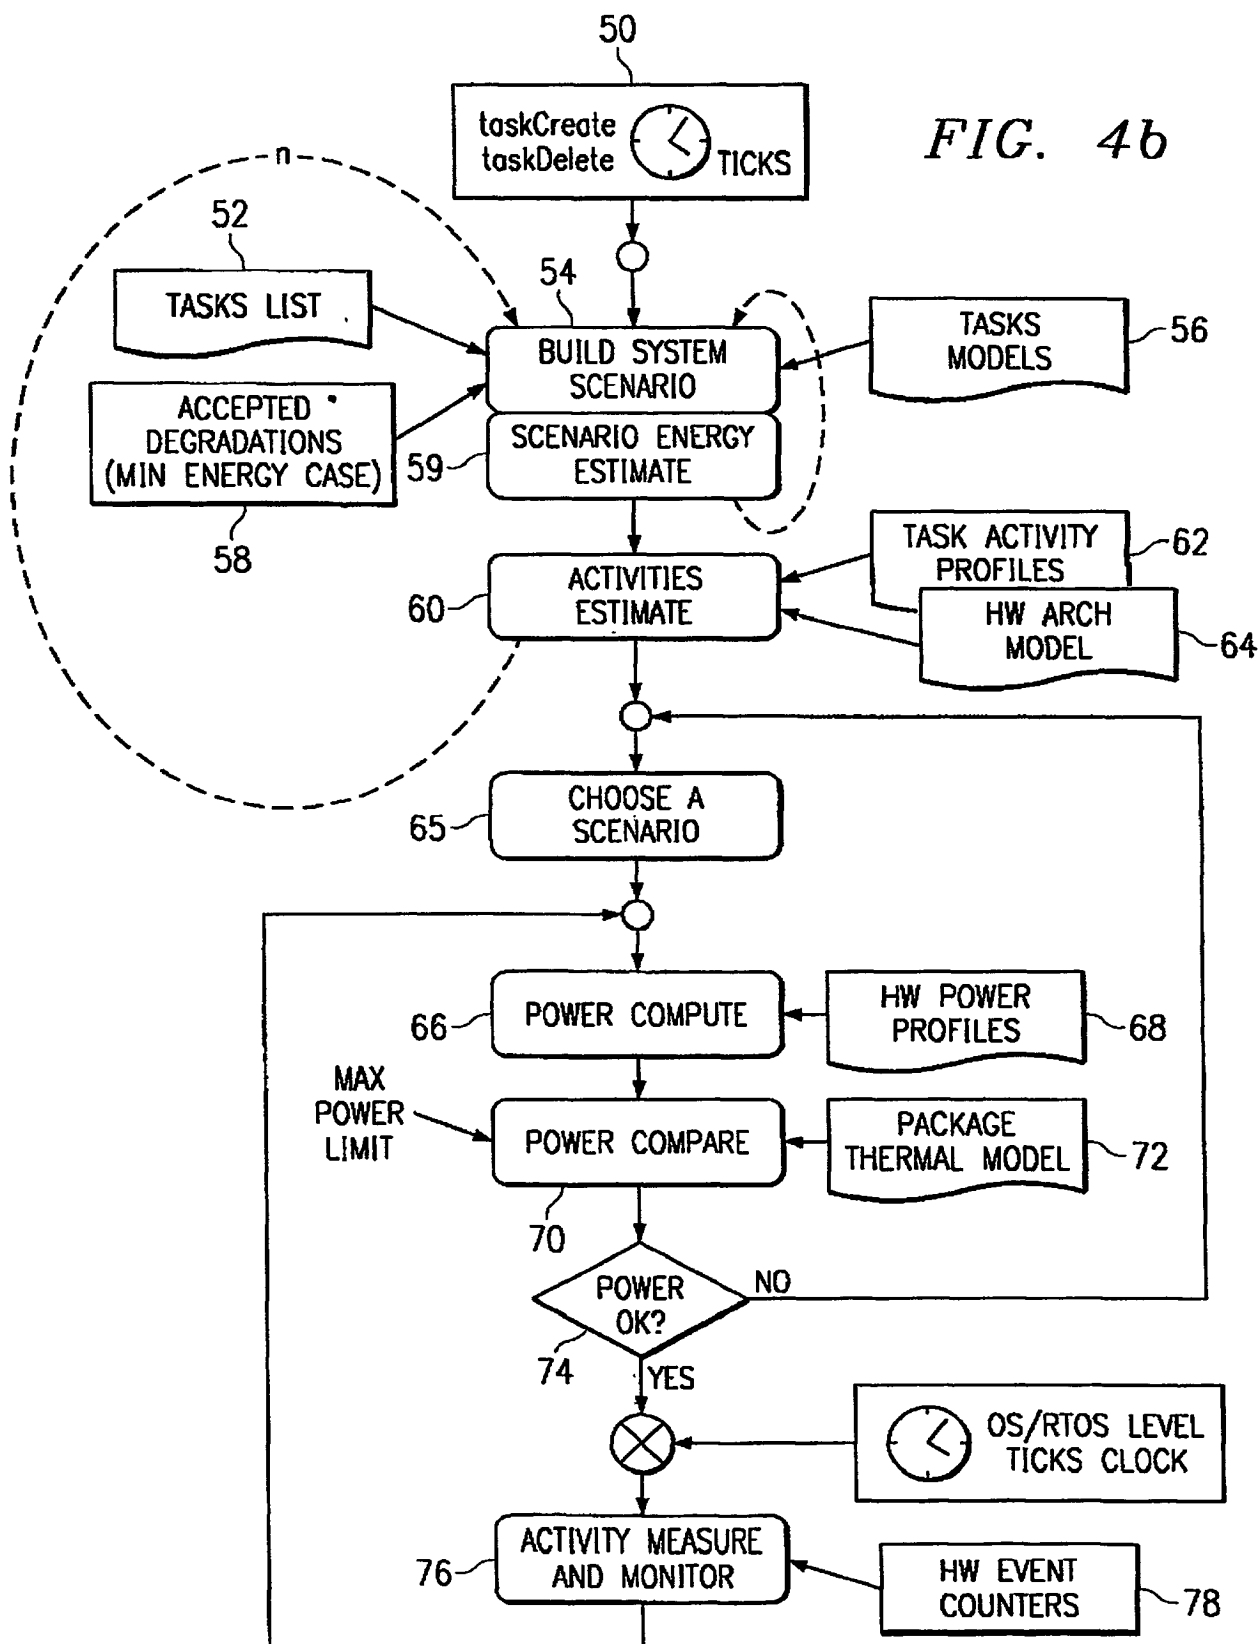 50
taskCreate
taskDelete
TICKS
FIG. 4b
n
52
TASKS LIST
54
BUILD SYSTEM
SCENARIO
TASKS
MODELS
56
ACCEPTED
DEGRADATIONS
(MIN ENERGY CASE)
58
59
SCENARIO ENERGY
ESTIMATE
60
ACTIVITIES
ESTIMATE
TASK ACTIVITY
PROFILES
62
HW ARCH
MODEL
64
65
CHOOSE A
SCENARIO
66
POWER COMPUTE
HW POWER
PROFILES
68
MAX
POWER
LIMIT
POWER COMPARE
70
PACKAGE
THERMAL MODEL
72
POWER
OK?
74
NO
YES
OS/RTOS LEVEL
TICKS CLOCK
76
ACTIVITY MEASURE
AND MONITOR
HW EVENT
COUNTERS
78